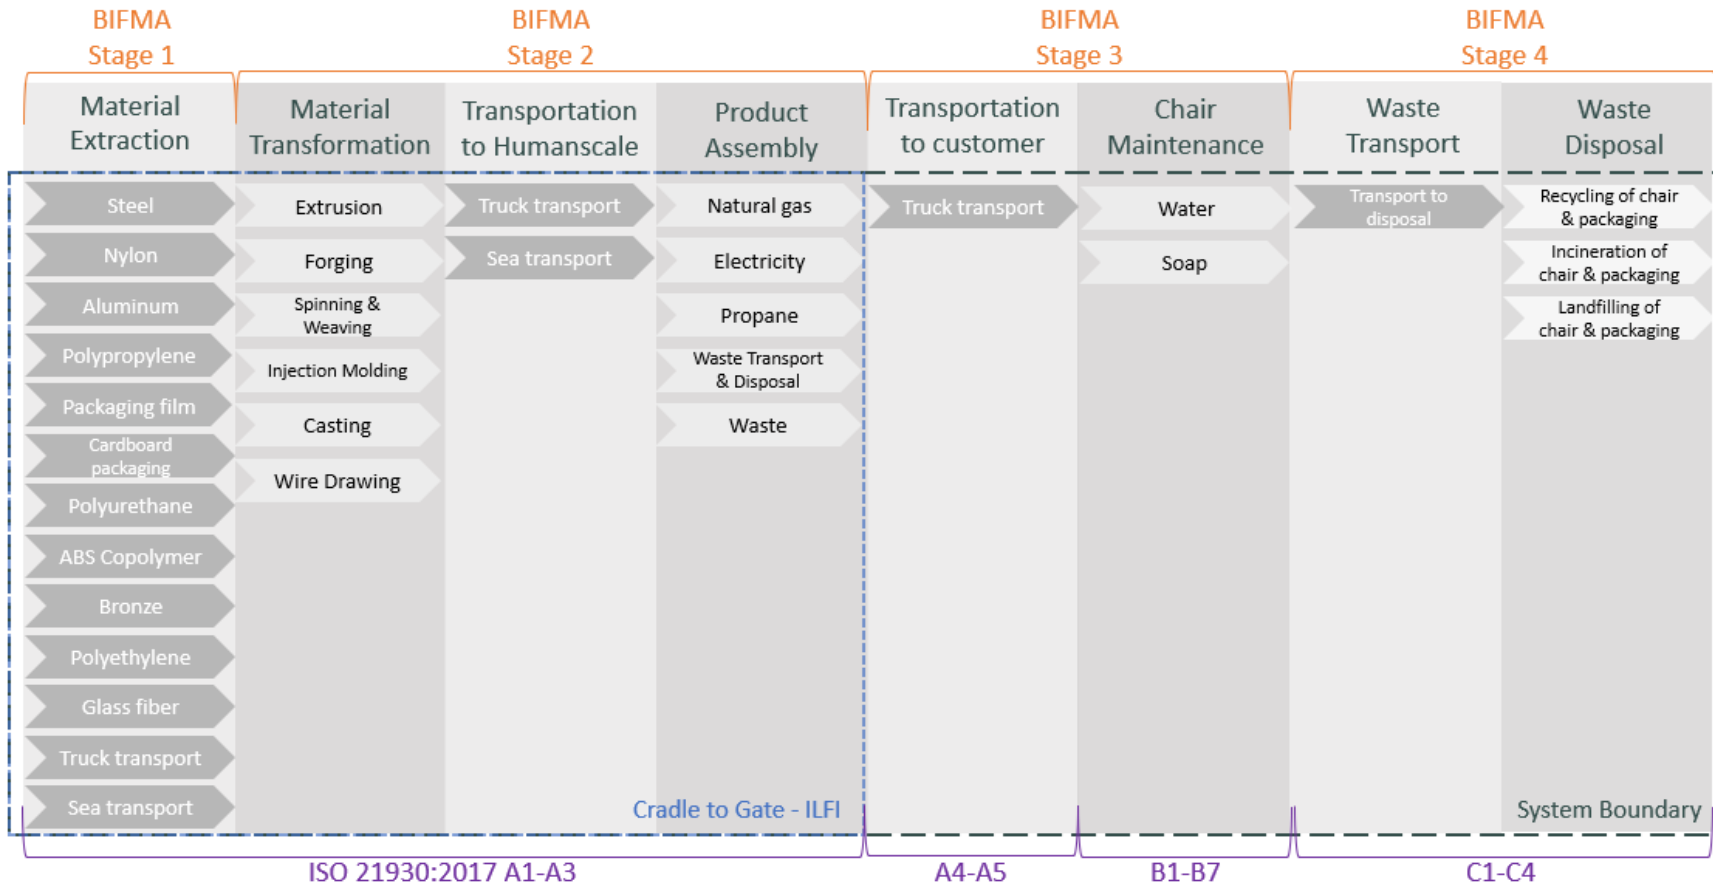 BIFMA
Stage 1
BIFMA
Stage 2
BIFMA
Stage 3
BIFMA
Stage 4
Material
Extraction
Material
Transformation
Transportation
to Humanscale
Product
Assembly
Transportation
to customer
Chair
Maintenance
Waste
Transport
Waste
Disposal
Steel
Nylon
Aluminum
Polypropylene
Packaging film
Cardboard
packaging
Polyurethane
ABS Copolymer
Bronze
Polyethylene
Glass fiber
Truck transport
Sea transport
Extrusion
Forging
Spinning &
Weaving
Injection Molding
Casting
Wire Drawing
Truck transport
Sea transport
Natural gas
Electricity
Propane
Waste Transport
& Disposal
Waste
Truck transport
Water
Soap
Transport to
disposal
Recycling of chair
& packaging
Incineration of
chair & packaging
Landfilling of
chair & packaging
Cradle to Gate - ILFI
System Boundary
ISO 21930:2017 A1-A3
A4-A5
B1-B7
C1-C4